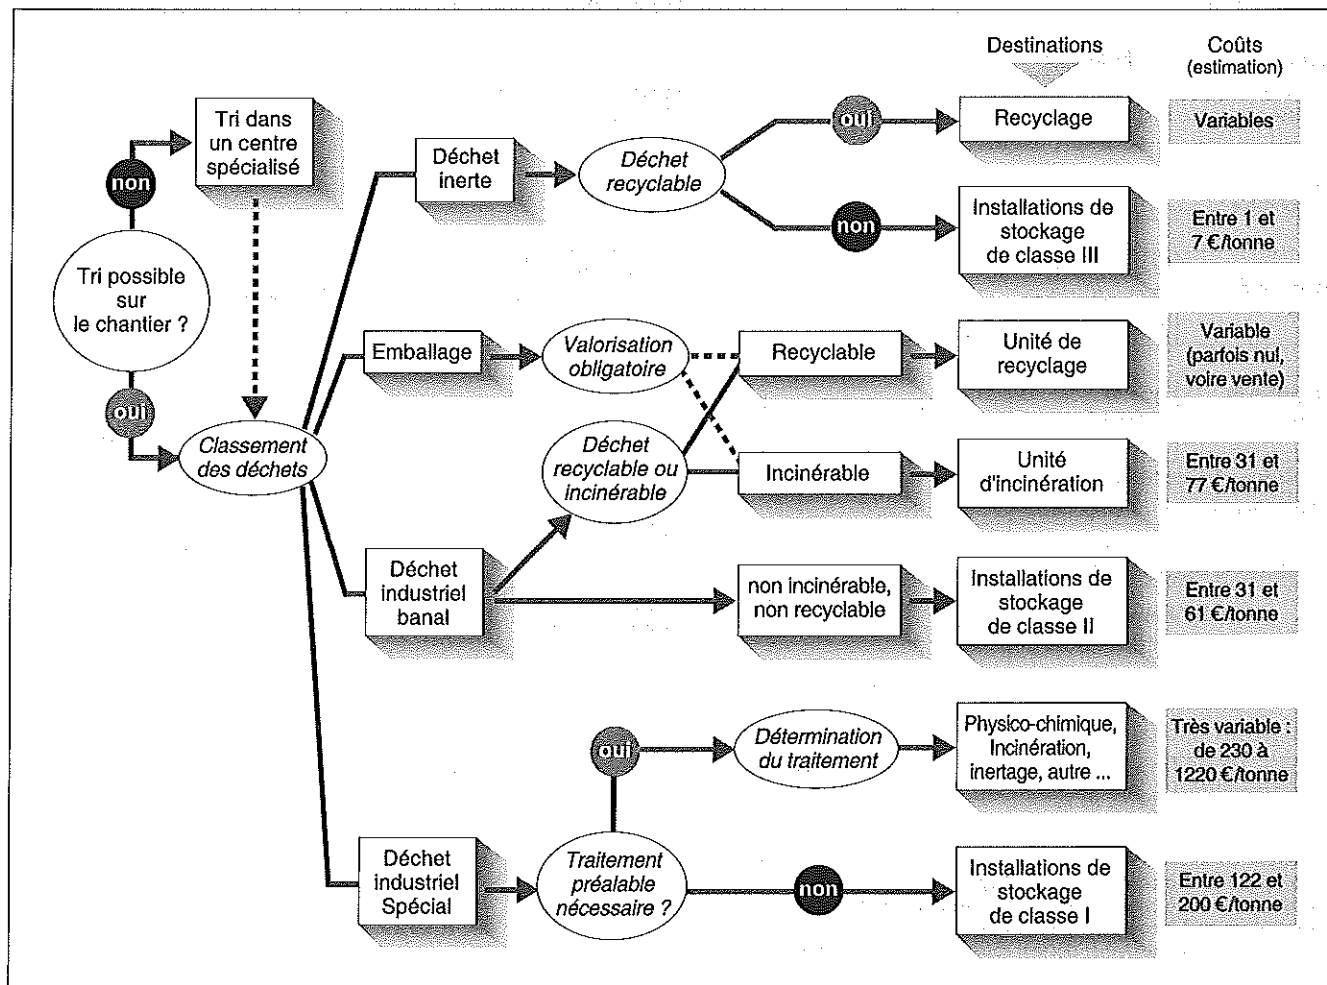 Destinations
Coûts
(estimation)
Tri dans
un centre
spécialisé
non
Tri possible
sur
le chantier ?
oui
Classement
des déchets
Déchet
inerte
Déchet
recyclable
oui
Recyclage
Variables
non
Installations de
stockage
de classe III
Entre 1 et
7 €/tonne
Emballage
Valorisation
obligatoire
Recyclable
Unité de
recyclage
Variable
(parfois nul,
voire vente)
Déchet
recyclable ou
incinérable
Incinérable
Unité
d'incinération
Entre 31 et
77 €/tonne
Déchet
industriel
banal
non incinérable,
non recyclable
Installations de
stockage
de classe II
Entre 31 et
61 €/tonne
oui
Détermination
du traitement
Physico-chimique,
Incinération,
inertage, autre ...
Très variable :
de 230 à
1220 €/tonne
Déchet
industriel
Spécial
Traitement
préalable
nécessaire ?
non
Installations de
stockage
de classe I
Entre 122 et
200 €/tonne